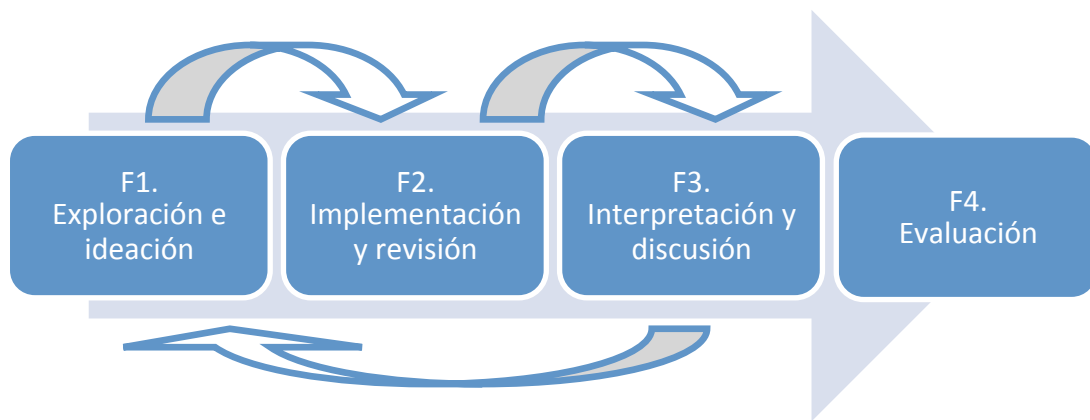 F1.
Exploración e
ideación
F2.
Implementación
y revisión
F3.
Interpretación y
discusión
F4.
Evaluación